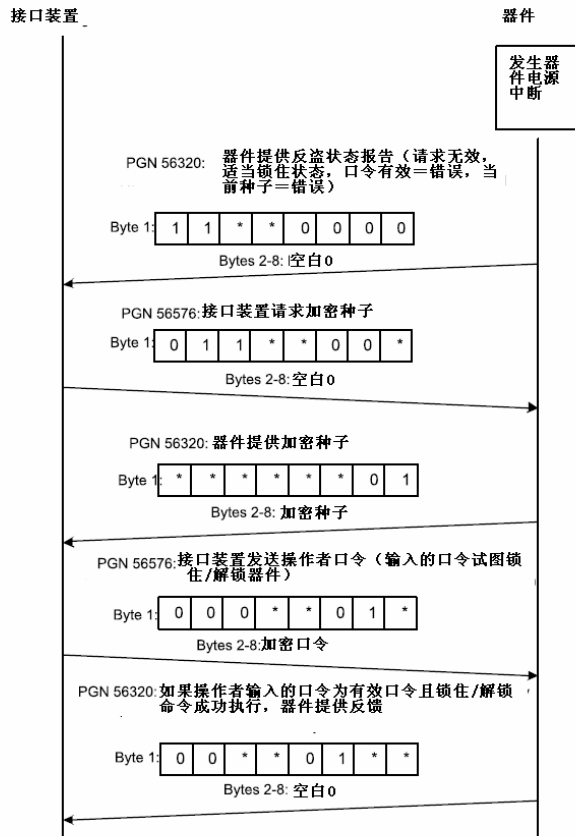 接口装置
器件
发生器
件电源
中断
PGN 56320: 器件提供反盗状态报告（请求无效，
适当锁住状态，口令有效＝错误，当
前种子＝错误）
Byte 1: 1 1 * * 0 0 0 0
Bytes 2-8: 空白0
PGN 56576:接口装置请求加密种子
Byte 1: 0 1 1 * * 0 0 *
Bytes 2-8: 空白0
PGN 56320: 器件提供加密种子
Byte 1: * * * * * * 0 1
Bytes 2-8: 加密种子
PGN 56576:接口装置发送操作者口令（输入的口令试图锁
住/解锁器件）
Byte 1: 0 0 0 * * 0 1 *
Bytes 2-8:加密口令
PGN 56320:如果操作者输入的口令为有效口令且锁住/解锁
命令成功执行，器件提供反馈
Byte 1: 0 0 * * 0 1 * *
Bytes 2-8: 空白0